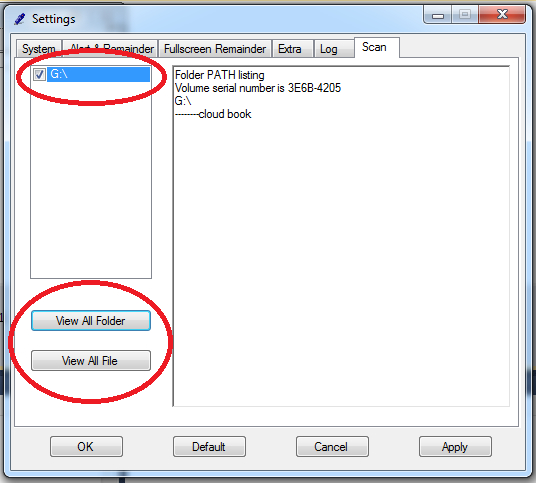 Settings
System Alert & Remainder Fullscreen Remainder Extra Log Scan
G:\
Folder PATH listing
Volume serial number is 3E6B-4205
G:\
--------cloud book
View All Folder
View All File
OK Default Cancel Apply